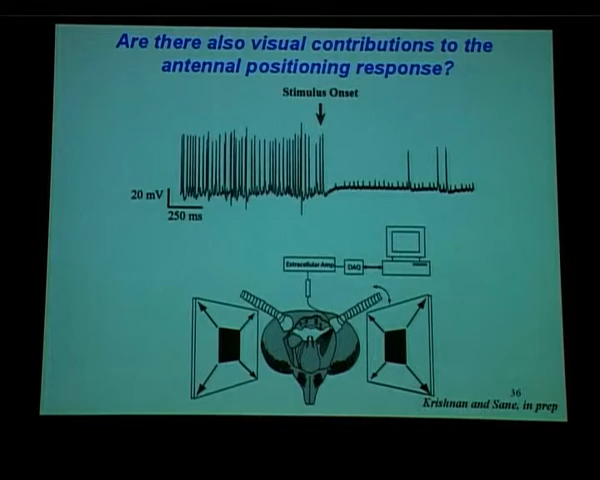 Are there also visual contributions to the
antennal positioning response?
Stimulus Onset
20 mV
250 ms
Extracellular Amp
DAQ
36
Krishnan and Sane, in prep